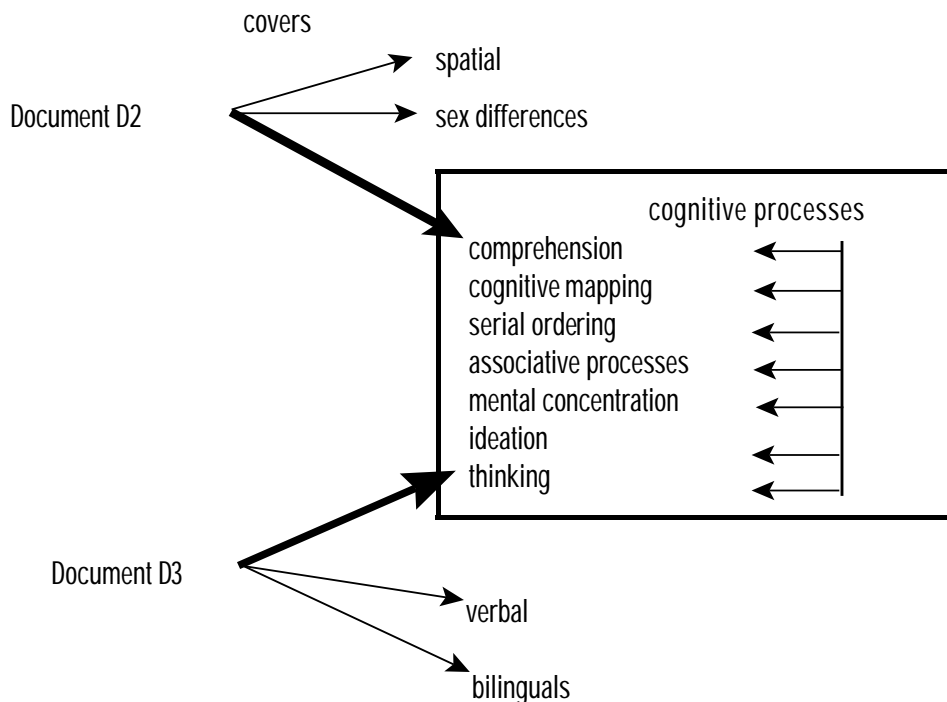 covers
spatial
Document D2
sex differences
cognitive processes
comprehension
cognitive mapping
serial ordering
associative processes
mental concentration
ideation
thinking
Document D3
verbal
bilinguals